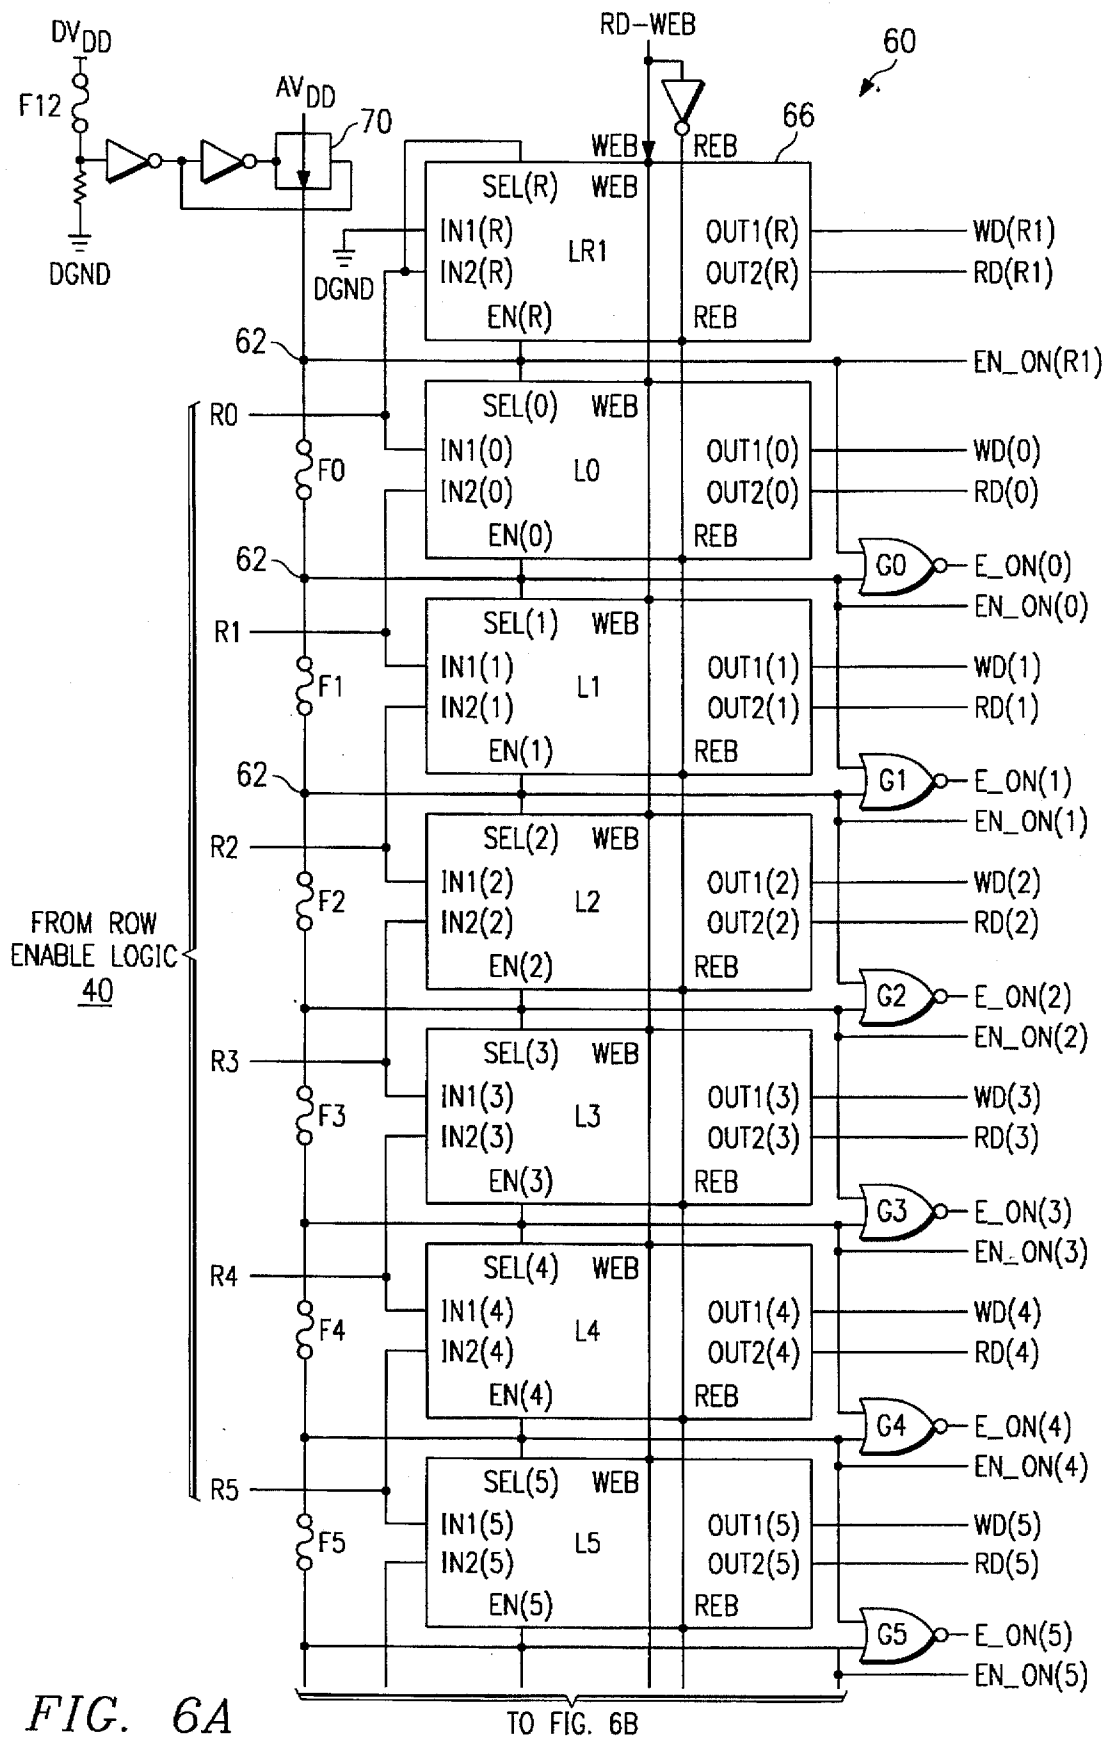 RD-WEB
60
DVDD
F12
AVDD
70
66
WEB REB
SEL(R) WEB
IN1(R) OUT1(R) WD(R1)
LR1
DGND DGND IN2(R) OUT2(R) RD(R1)
EN(R) REB
62 EN_ON(R1)
R0 SEL(0) WEB
IN1(0) OUT1(0) WD(0)
F0 L0
IN2(0) OUT2(0) RD(0)
EN(0) REB
62 G0 E_ON(0)
EN_ON(0)
R1 SEL(1) WEB
IN1(1) OUT1(1) WD(1)
F1 L1
IN2(1) OUT2(1) RD(1)
EN(1) REB
62 G1 E_ON(1)
EN_ON(1)
R2 SEL(2) WEB
IN1(2) OUT1(2) WD(2)
F2 L2
IN2(2) OUT2(2) RD(2)
FROM ROW
ENABLE LOGIC
40
EN(2) REB
G2 E_ON(2)
EN_ON(2)
R3 SEL(3) WEB
IN1(3) OUT1(3) WD(3)
F3 L3
IN2(3) OUT2(3) RD(3)
EN(3) REB
G3 E_ON(3)
EN_ON(3)
R4 SEL(4) WEB
IN1(4) OUT1(4) WD(4)
F4 L4
IN2(4) OUT2(4) RD(4)
EN(4) REB
G4 E_ON(4)
EN_ON(4)
R5 SEL(5) WEB
IN1(5) OUT1(5) WD(5)
F5 L5
IN2(5) OUT2(5) RD(5)
EN(5) REB
G5 E_ON(5)
EN_ON(5)
FIG. 6A
TO FIG. 6B